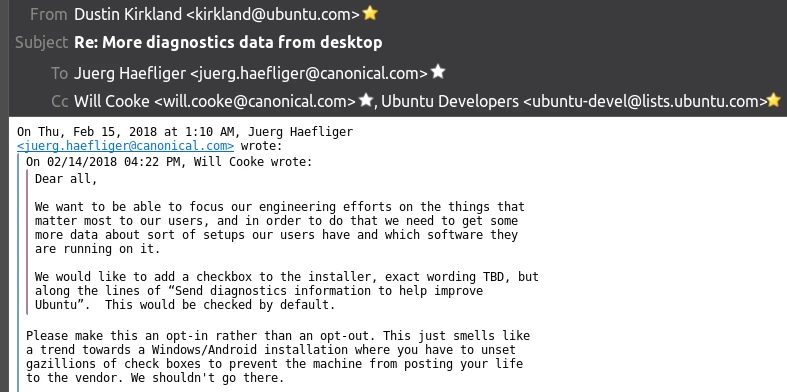 From Dustin Kirkland <kirkland@ubuntu.com>
Subject Re: More diagnostics data from desktop
To Juerg Haefliger <juerg.haefliger@canonical.com>
Cc Will Cooke <will.cooke@canonical.com>, Ubuntu Developers <ubuntu-devel@lists.ubuntu.com>
On Thu, Feb 15, 2018 at 1:10 AM, Juerg Haefliger
<juerg.haefliger@canonical.com> wrote:
On 02/14/2018 04:22 PM, Will Cooke wrote:
Dear all,
We want to be able to focus our engineering efforts on the things that
matter most to our users, and in order to do that we need to get some
more data about sort of setups our users have and which software they
are running on it.
We would like to add a checkbox to the installer, exact wording TBD, but
along the lines of “Send diagnostics information to help improve
Ubuntu”.  This would be checked by default.
Please make this an opt-in rather than an opt-out. This just smells like
a trend towards a Windows/Android installation where you have to unset
gazillions of check boxes to prevent the machine from posting your life
to the vendor. We shouldn't go there.